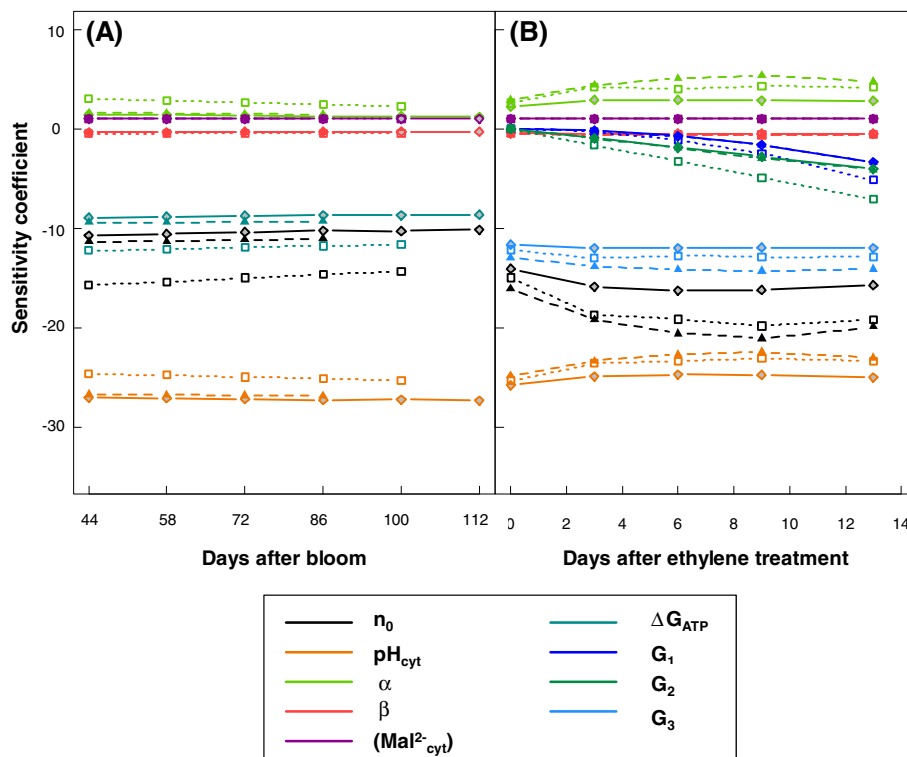 (A)
(B)
10
0
-10
-20
-30
Sensitivity coefficient
44 58 72 86 100 112
0 2 4 6 8 10 12 14
Days after bloom
Days after ethylene treatment
n₀
pHcyt
α
β
(Mal²⁻cyt)
ΔG_ATP
G₁
G₂
G₃